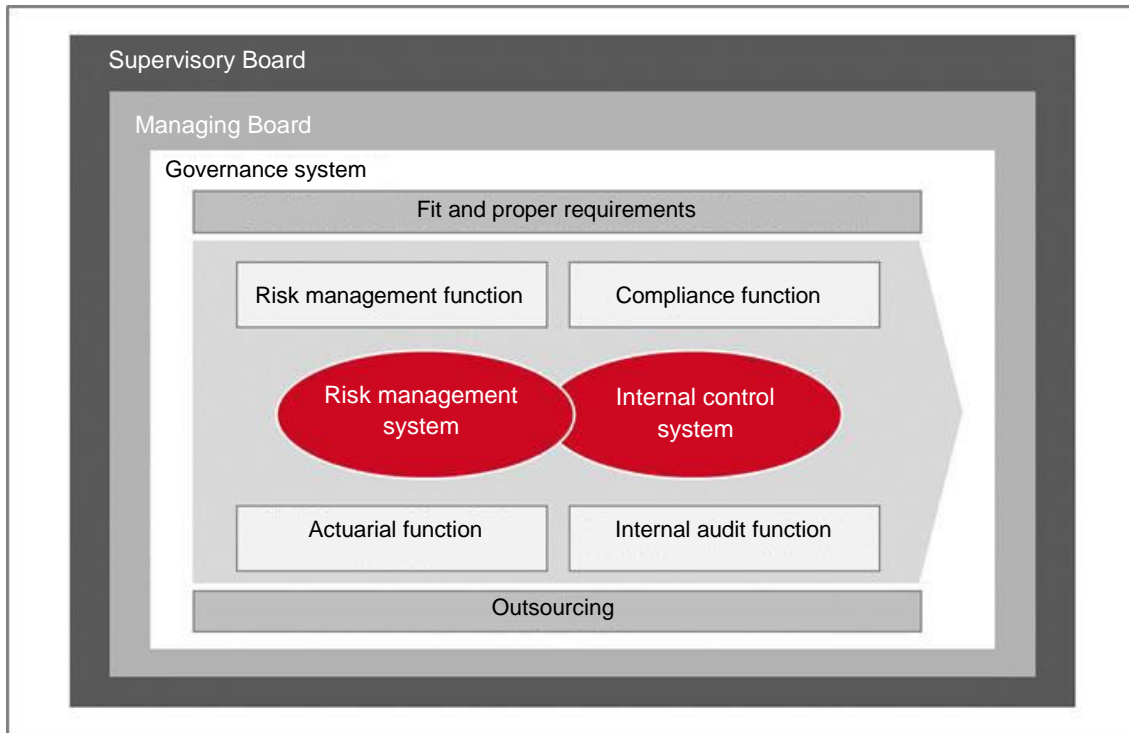 Supervisory Board
Managing Board
Governance system
Fit and proper requirements
Risk management function
Compliance function
Risk management
system
Internal control
system
Actuarial function
Internal audit function
Outsourcing